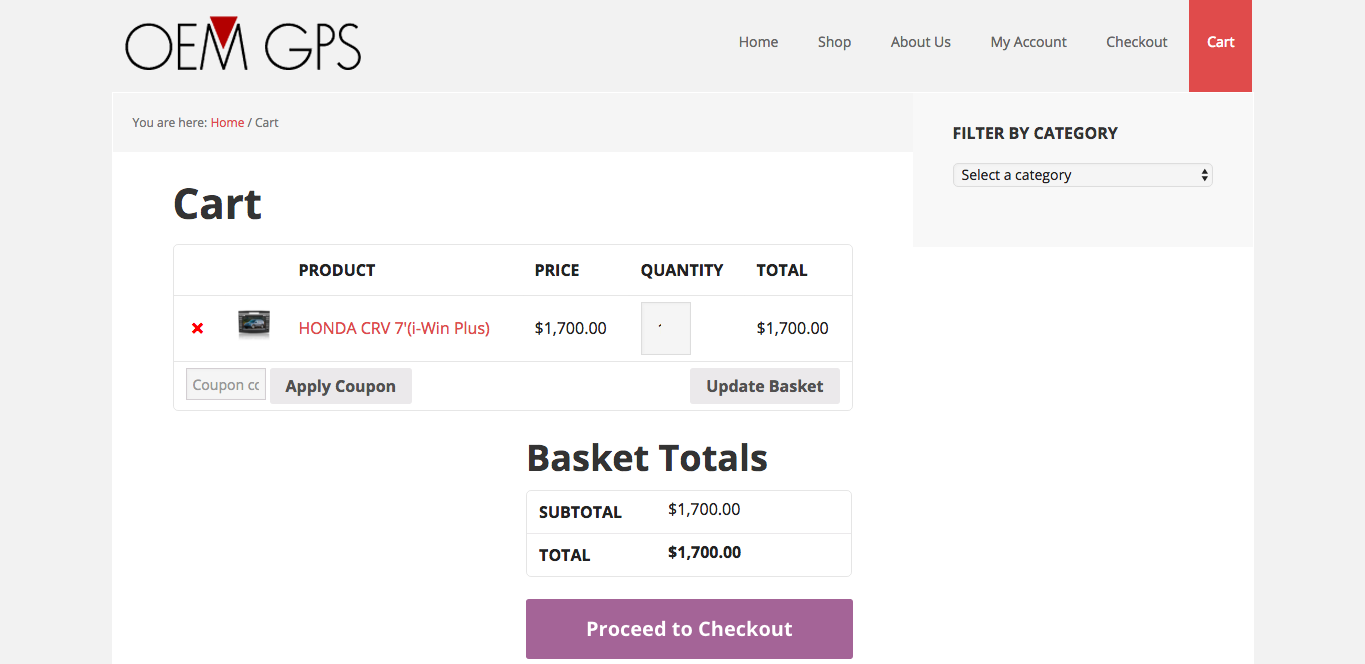 OEM GPS
Home Shop About Us My Account Checkout Cart
You are here: Home / Cart
FILTER BY CATEGORY
Select a category
Cart
PRODUCT PRICE QUANTITY TOTAL
HONDA CRV 7'(i-Win Plus) $1,700.00 $1,700.00
Coupon Apply Coupon Update Basket
Basket Totals
SUBTOTAL $1,700.00
TOTAL $1,700.00
Proceed to Checkout